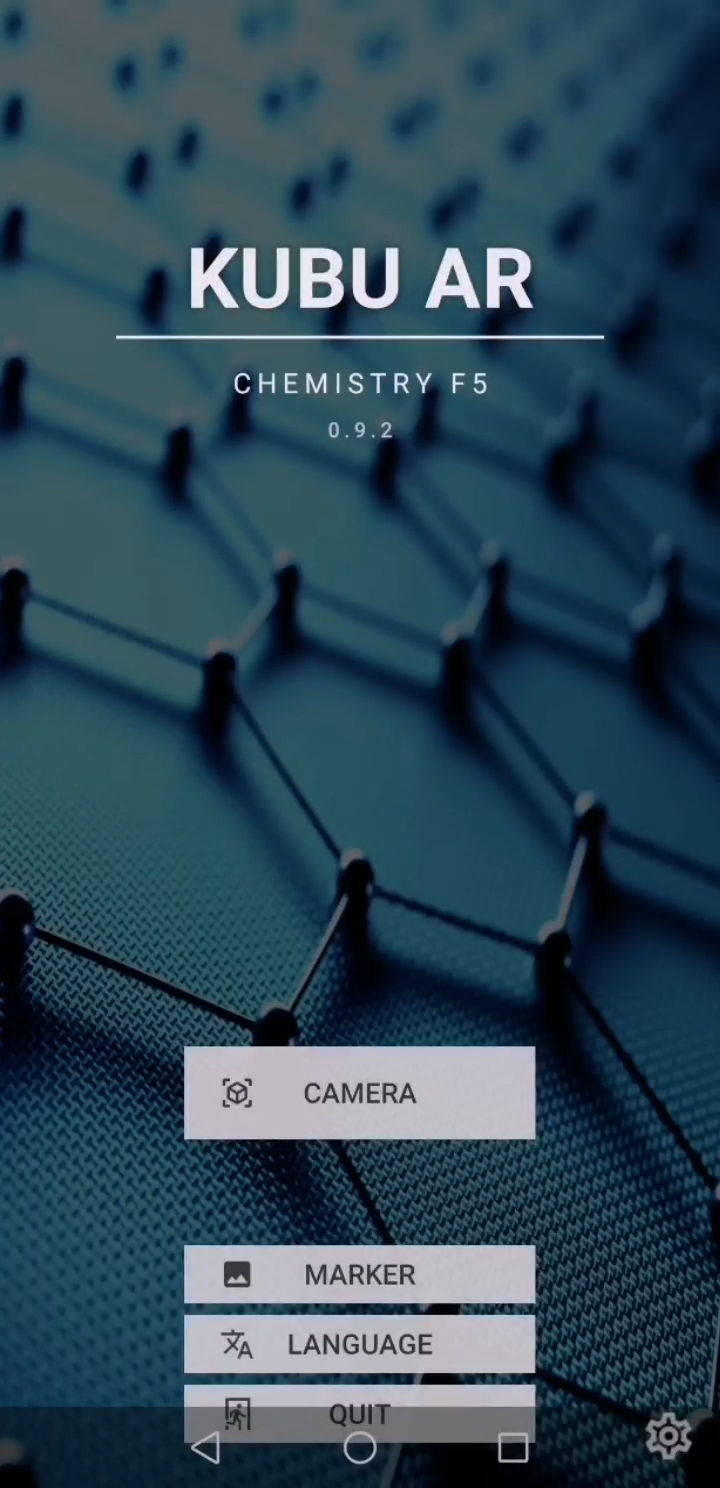 KUBU AR
CHEMISTRY F5
0.9.2
CAMERA
MARKER
LANGUAGE
QUIT